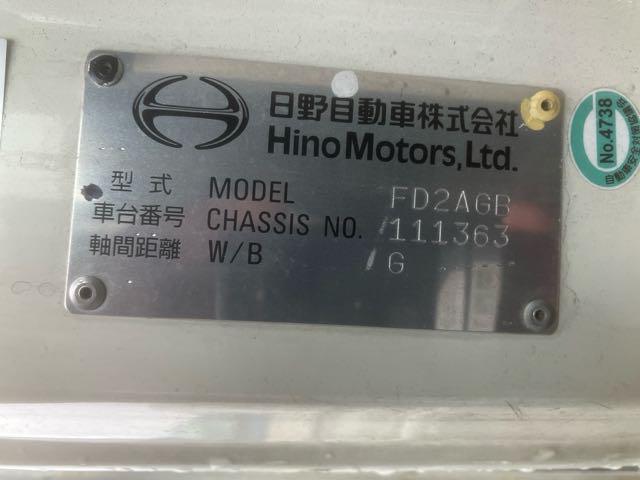 日野自動車株式会社
Hino Motors, Ltd.
型式 MODEL FD2AGB
車台番号 CHASSIS NO. 111363
軸間距離 W/B G
No.4738